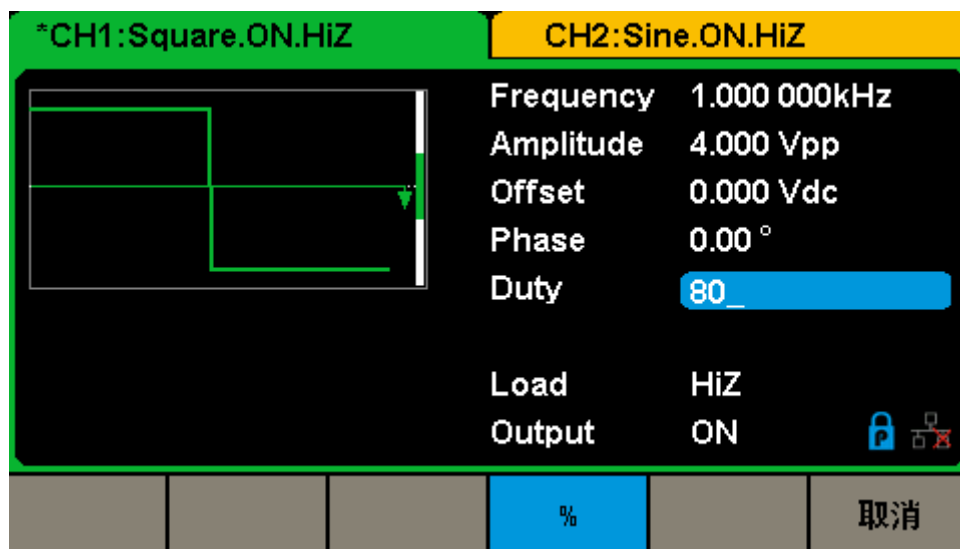 *CH1:Square.ON.HiZ
CH2:Sine.ON.HiZ
Frequency 1.000 000kHz
Amplitude 4.000 Vpp
Offset 0.000 Vdc
Phase 0.00 °
Duty 80_
Load HiZ
Output ON
% 取消